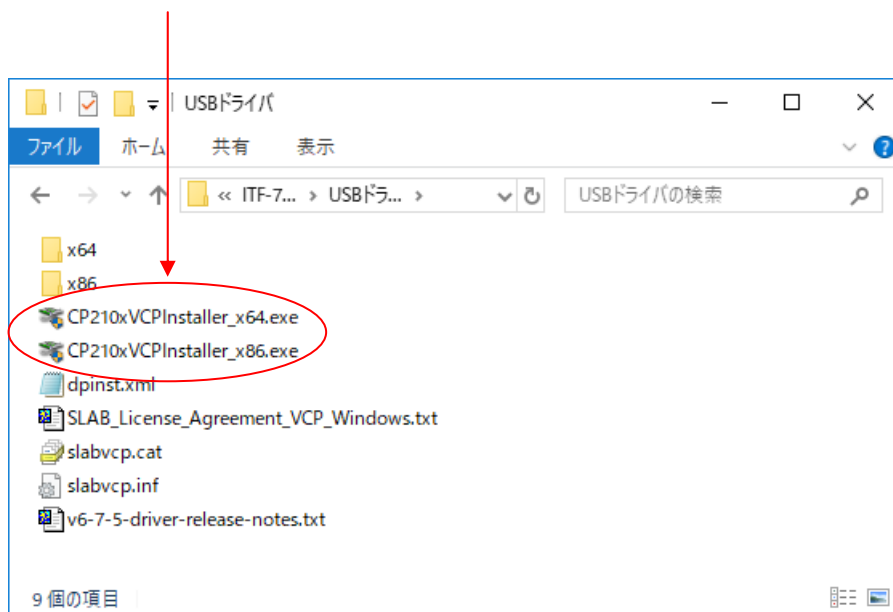 USBドライバ
ファイル ホーム 共有 表示
« ITF-7... › USBドラ... › USBドライバの検索
x64
x86
CP210xVCPInstaller_x64.exe
CP210xVCPInstaller_x86.exe
dpinst.xml
SLAB_License_Agreement_VCP_Windows.txt
slabvcp.cat
slabvcp.inf
v6-7-5-driver-release-notes.txt
9 個の項目